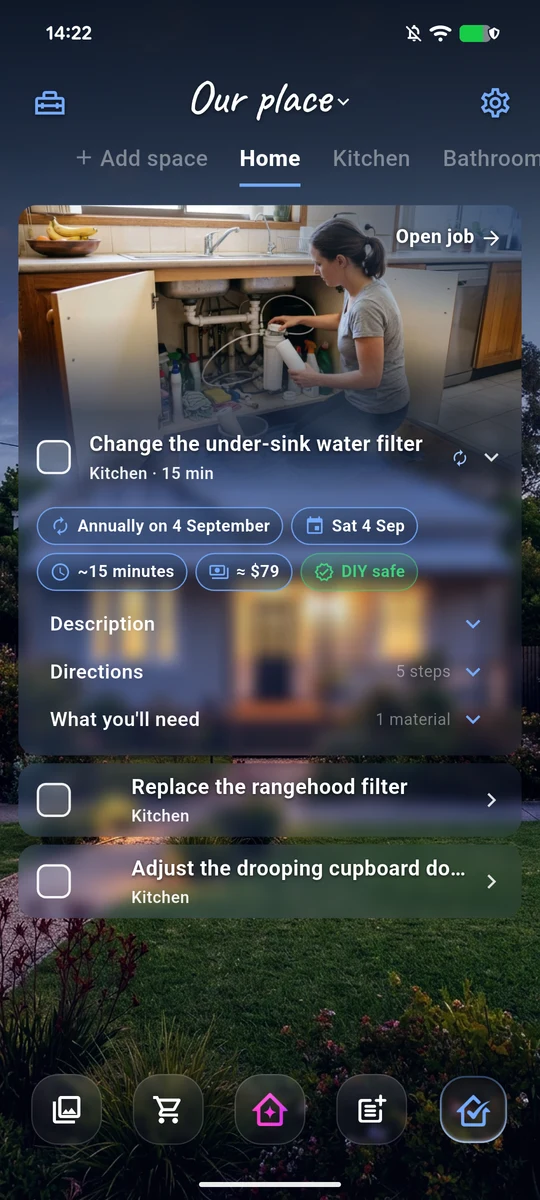 14:22
Our place
+ Add space Home Kitchen Bathroom
Open job →
Change the under-sink water filter
Kitchen · 15 min
Annually on 4 September Sat 4 Sep
~15 minutes ≈ $79 DIY safe
Description
Directions 5 steps
What you'll need 1 material
Replace the rangehood filter
Kitchen
Adjust the drooping cupboard do...
Kitchen